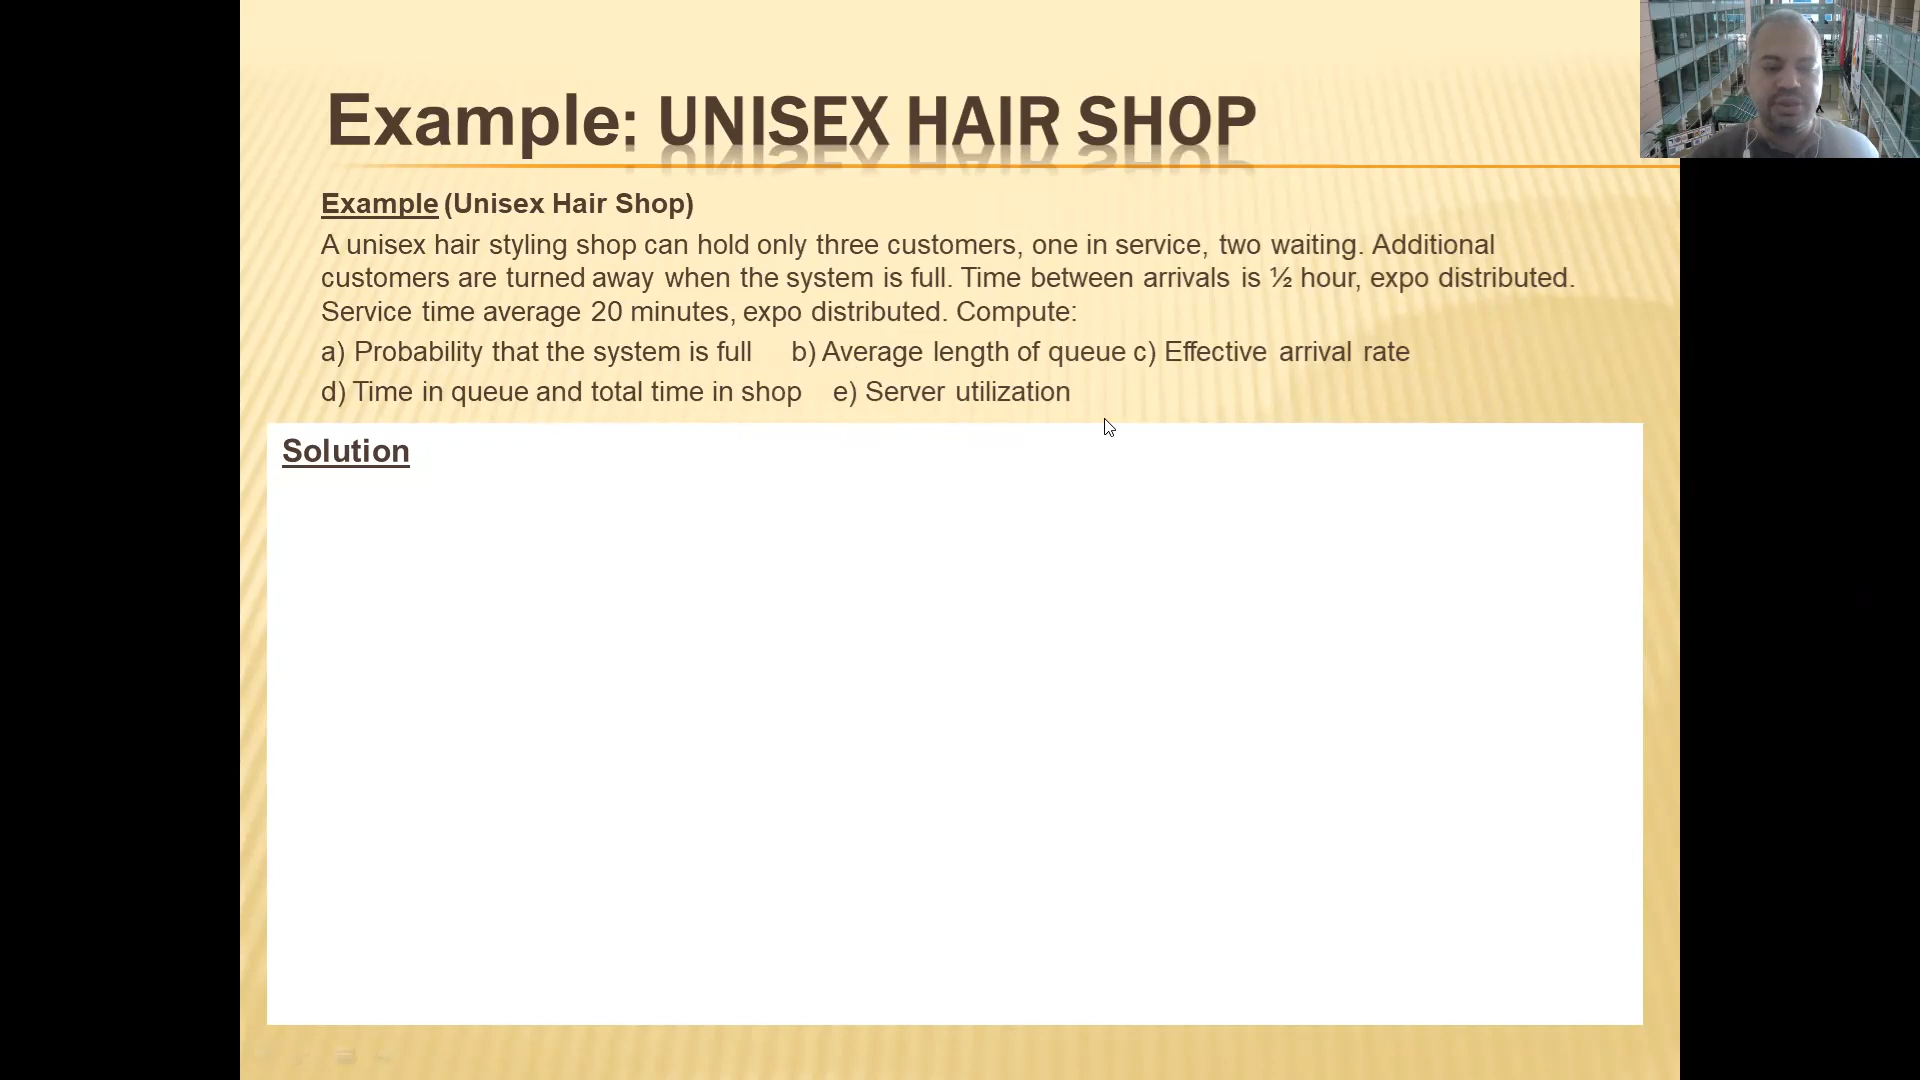 Example: UNISEX HAIR SHOP
Example (Unisex Hair Shop)
A unisex hair styling shop can hold only three customers, one in service, two waiting. Additional
customers are turned away when the system is full. Time between arrivals is ½ hour, expo distributed.
Service time average 20 minutes, expo distributed. Compute:
a) Probability that the system is full b) Average length of queue c) Effective arrival rate
d) Time in queue and total time in shop e) Server utilization
Solution